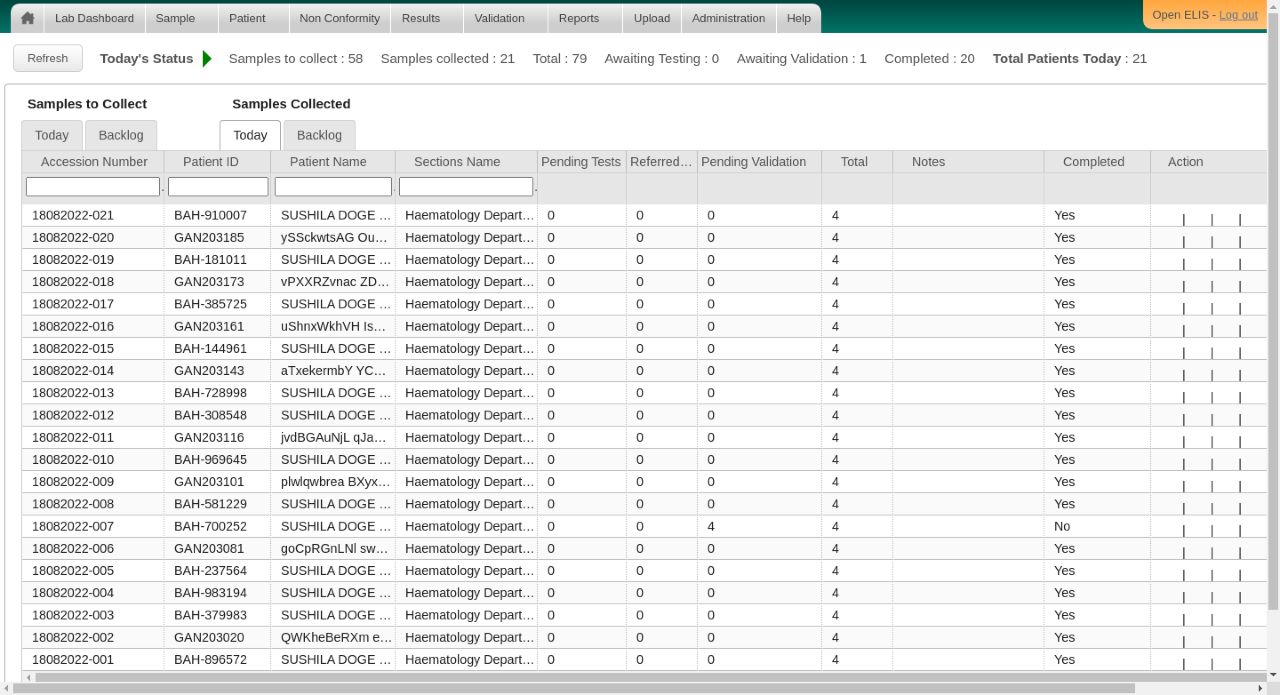 Lab Dashboard Sample Patient Non Conformity Results Validation Reports Upload Administration Help Open ELIS - Log out
Refresh Today's Status Samples to collect : 58 Samples collected : 21 Total : 79 Awaiting Testing : 0 Awaiting Validation : 1 Completed : 20 Total Patients Today : 21
Samples to Collect Samples Collected
Today Backlog Today Backlog
Accession Number Patient ID Patient Name Sections Name Pending Tests Referred… Pending Validation Total Notes Completed Action
18082022-021 BAH-910007 SUSHILA DOGE … Haematology Depart… 0 0 0 4 Yes | | |
18082022-020 GAN203185 ySSckwtsAG Ou… Haematology Depart… 0 0 0 4 Yes | | |
18082022-019 BAH-181011 SUSHILA DOGE … Haematology Depart… 0 0 0 4 Yes | | |
18082022-018 GAN203173 vPXXRZvnac ZD… Haematology Depart… 0 0 0 4 Yes | | |
18082022-017 BAH-385725 SUSHILA DOGE … Haematology Depart… 0 0 0 4 Yes | | |
18082022-016 GAN203161 uShnxWkhVH Is… Haematology Depart… 0 0 0 4 Yes | | |
18082022-015 BAH-144961 SUSHILA DOGE … Haematology Depart… 0 0 0 4 Yes | | |
18082022-014 GAN203143 aTxekermbY YC… Haematology Depart… 0 0 0 4 Yes | | |
18082022-013 BAH-728998 SUSHILA DOGE … Haematology Depart… 0 0 0 4 Yes | | |
18082022-012 BAH-308548 SUSHILA DOGE … Haematology Depart… 0 0 0 4 Yes | | |
18082022-011 GAN203116 jvdBGAuNjL qJa… Haematology Depart… 0 0 0 4 Yes | | |
18082022-010 BAH-969645 SUSHILA DOGE … Haematology Depart… 0 0 0 4 Yes | | |
18082022-009 GAN203101 plwlqwbrea BXyx… Haematology Depart… 0 0 0 4 Yes | | |
18082022-008 BAH-581229 SUSHILA DOGE … Haematology Depart… 0 0 0 4 Yes | | |
18082022-007 BAH-700252 SUSHILA DOGE … Haematology Depart… 0 0 4 4 No | | |
18082022-006 GAN203081 goCpRGnLNl sw… Haematology Depart… 0 0 0 4 Yes | | |
18082022-005 BAH-237564 SUSHILA DOGE … Haematology Depart… 0 0 0 4 Yes | | |
18082022-004 BAH-983194 SUSHILA DOGE … Haematology Depart… 0 0 0 4 Yes | | |
18082022-003 BAH-379983 SUSHILA DOGE … Haematology Depart… 0 0 0 4 Yes | | |
18082022-002 GAN203020 QWKheBeRXm e… Haematology Depart… 0 0 0 4 Yes | | |
18082022-001 BAH-896572 SUSHILA DOGE … Haematology Depart… 0 0 0 4 Yes | | |